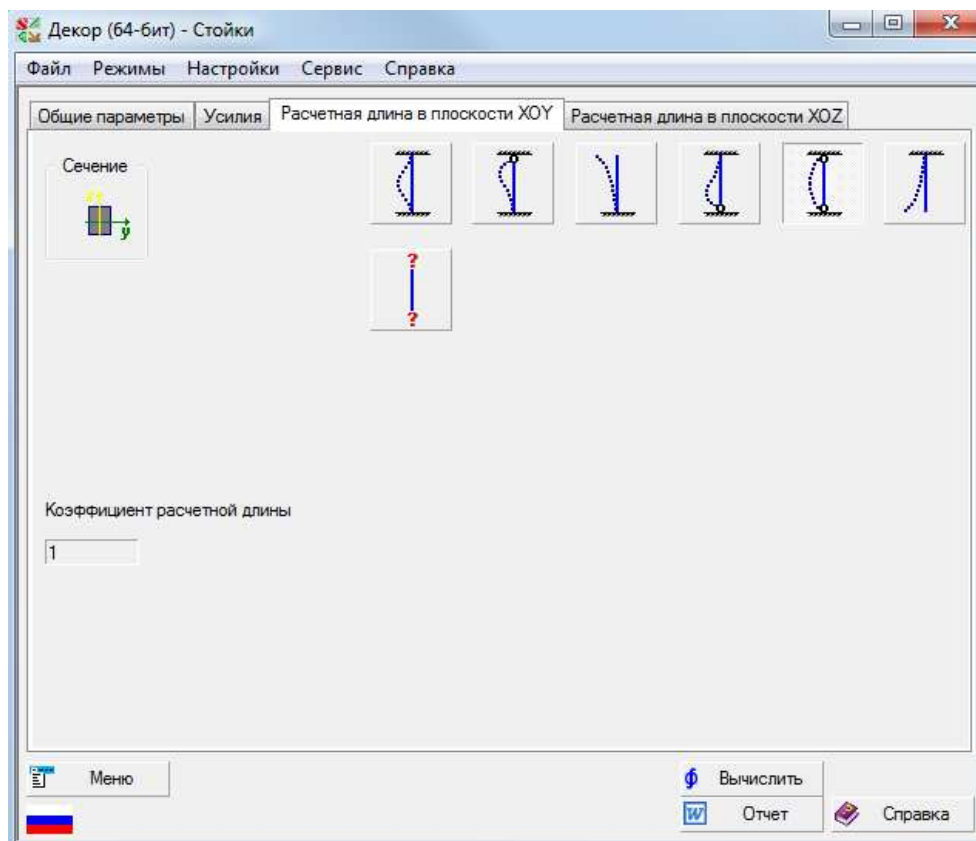 Декор (64-бит) - Стойки
Файл Режимы Настройки Сервис Справка
Общие параметры Усилия Расчетная длина в плоскости XOY Расчетная длина в плоскости XOZ
Сечение
y
?
?
Коэффициент расчетной длины
1
Меню Вычислить
W Отчет Справка